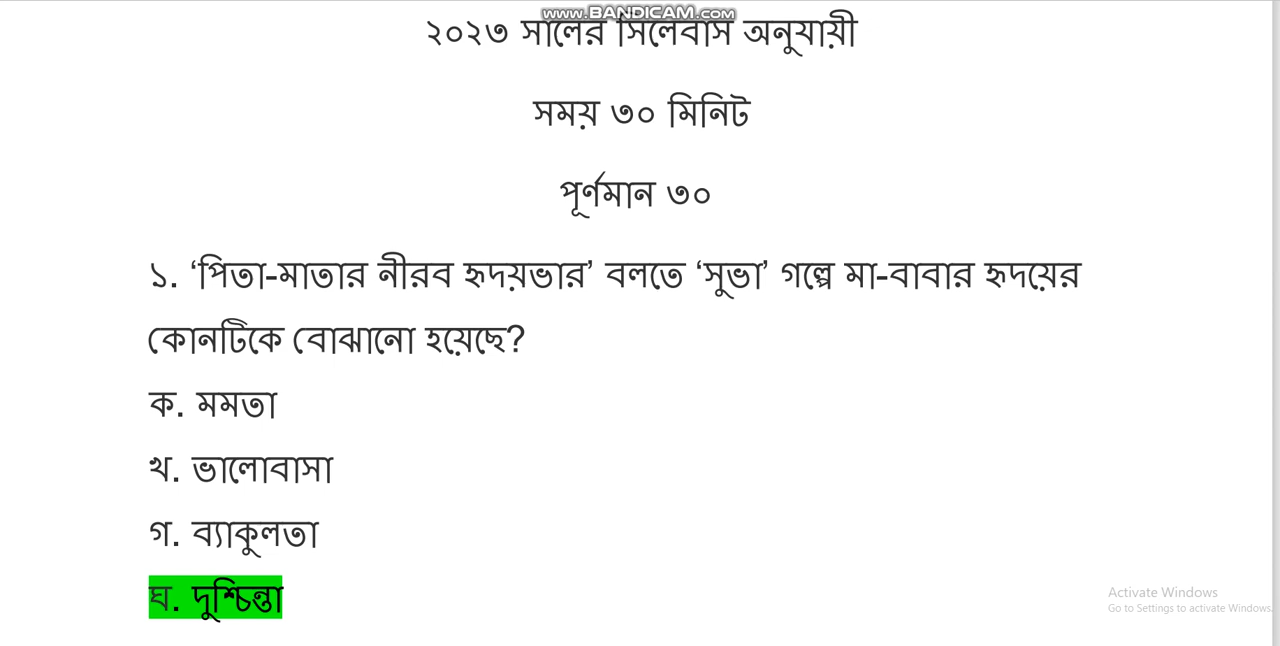 www.BANDICAM.com
২০২৩ সালের সিলেবাস অনুযায়ী
সময় ৩০ মিনিট
পূর্ণমান ৩০
১. ‘পিতা-মাতার নীরব হৃদয়ভার’ বলতে ‘সুভা’ গল্পে মা-বাবার হৃদয়ের
কোনটিকে বোঝানো হয়েছে?
ক. মমতা
খ. ভালোবাসা
গ. ব্যাকুলতা
ঘ. দুশ্চিন্তা
Activate Windows
Go to Settings to activate Windows.